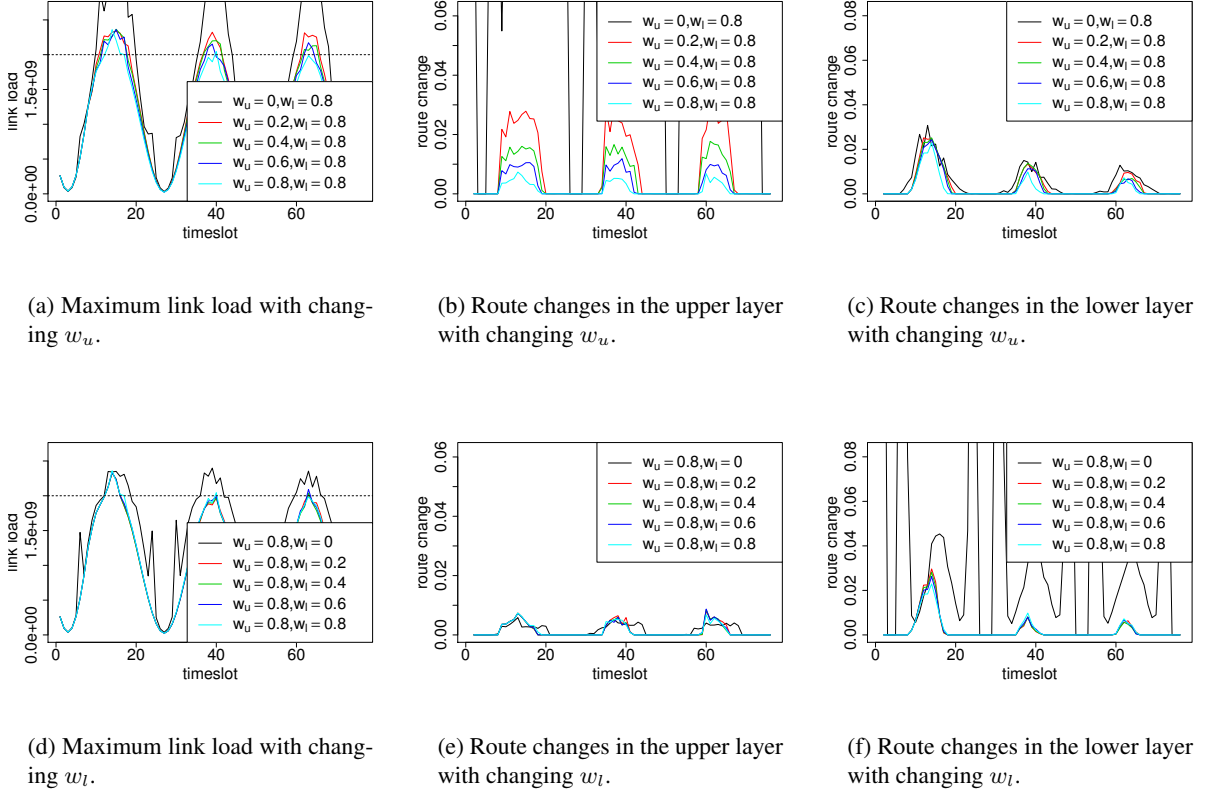 link load
0.0e+00
1.5e+09
w_u = 0, w_l = 0.8
w_u = 0.2, w_l = 0.8
w_u = 0.4, w_l = 0.8
w_u = 0.6, w_l = 0.8
w_u = 0.8, w_l = 0.8
0 20 40 60
timeslot
route change
0.00 0.02 0.04 0.06
w_u = 0, w_l = 0.8
w_u = 0.2, w_l = 0.8
w_u = 0.4, w_l = 0.8
w_u = 0.6, w_l = 0.8
w_u = 0.8, w_l = 0.8
0 20 40 60
timeslot
route change
0.00 0.02 0.04 0.06 0.08
w_u = 0, w_l = 0.8
w_u = 0.2, w_l = 0.8
w_u = 0.4, w_l = 0.8
w_u = 0.6, w_l = 0.8
w_u = 0.8, w_l = 0.8
0 20 40 60
timeslot
(a) Maximum link load with chang-
ing w_u.
(b) Route changes in the upper layer
with changing w_u.
(c) Route changes in the lower layer
with changing w_u.
link load
0.0e+00
1.5e+09
w_u = 0.8, w_l = 0
w_u = 0.8, w_l = 0.2
w_u = 0.8, w_l = 0.4
w_u = 0.8, w_l = 0.6
w_u = 0.8, w_l = 0.8
0 20 40 60
timeslot
route change
0.00 0.02 0.04 0.06
w_u = 0.8, w_l = 0
w_u = 0.8, w_l = 0.2
w_u = 0.8, w_l = 0.4
w_u = 0.8, w_l = 0.6
w_u = 0.8, w_l = 0.8
0 20 40 60
timeslot
route change
0.00 0.02 0.04 0.06 0.08
w_u = 0.8, w_l = 0
w_u = 0.8, w_l = 0.2
w_u = 0.8, w_l = 0.4
w_u = 0.8, w_l = 0.6
w_u = 0.8, w_l = 0.8
0 20 40 60
timeslot
(d) Maximum link load with chang-
ing w_l.
(e) Route changes in the upper layer
with changing w_l.
(f) Route changes in the lower layer
with changing w_l.